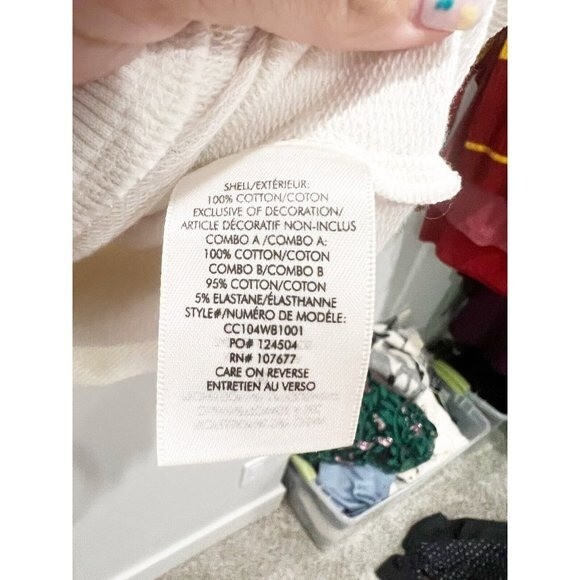 SHELL/EXTÉRIEUR:
100% COTTON/COTON
EXCLUSIVE OF DECORATION/
ARTICLE DÉCORATIF NON-INCLUS
COMBO A /COMBO A:
100% COTTON/COTON
COMBO B/COMBO B
95% COTTON/COTON
5% ELASTANE/ÉLASTHANNE
STYLE#/NUMÉRO DE MODÈLE:
CC104WB1001
PO# 124504
RN# 107677
CARE ON REVERSE
ENTRETIEN AU VERSO